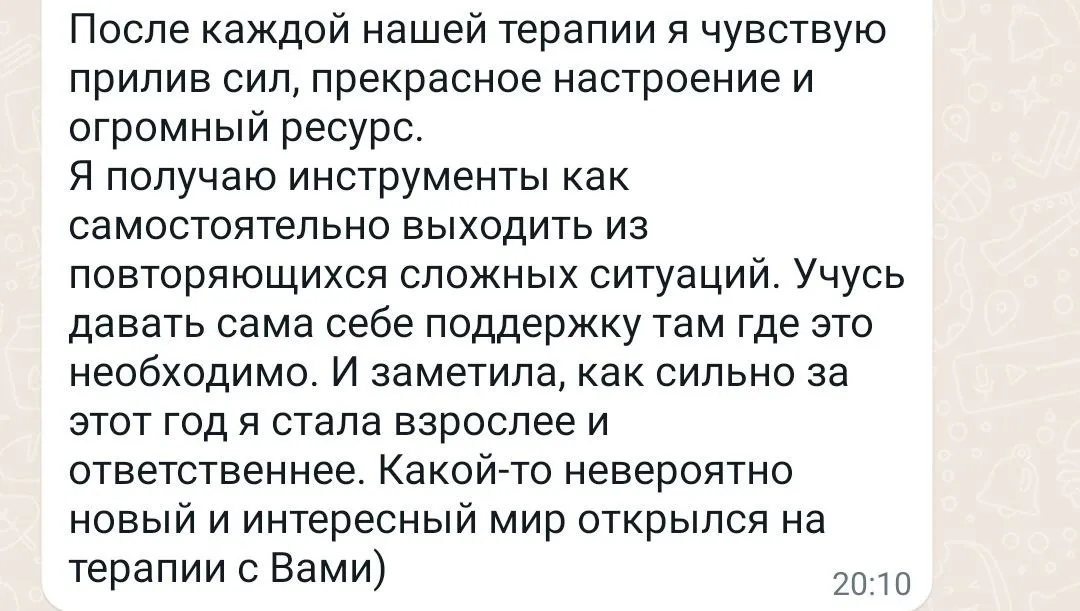 После каждой нашей терапии я чувствую
прилив сил, прекрасное настроение и
огромный ресурс.
Я получаю инструменты как
самостоятельно выходить из
повторяющихся сложных ситуаций. Учусь
давать сама себе поддержку там где это
необходимо. И заметила, как сильно за
этот год я стала взрослее и
ответственнее. Какой-то невероятно
новый и интересный мир открылся на
терапии с Вами)
20:10